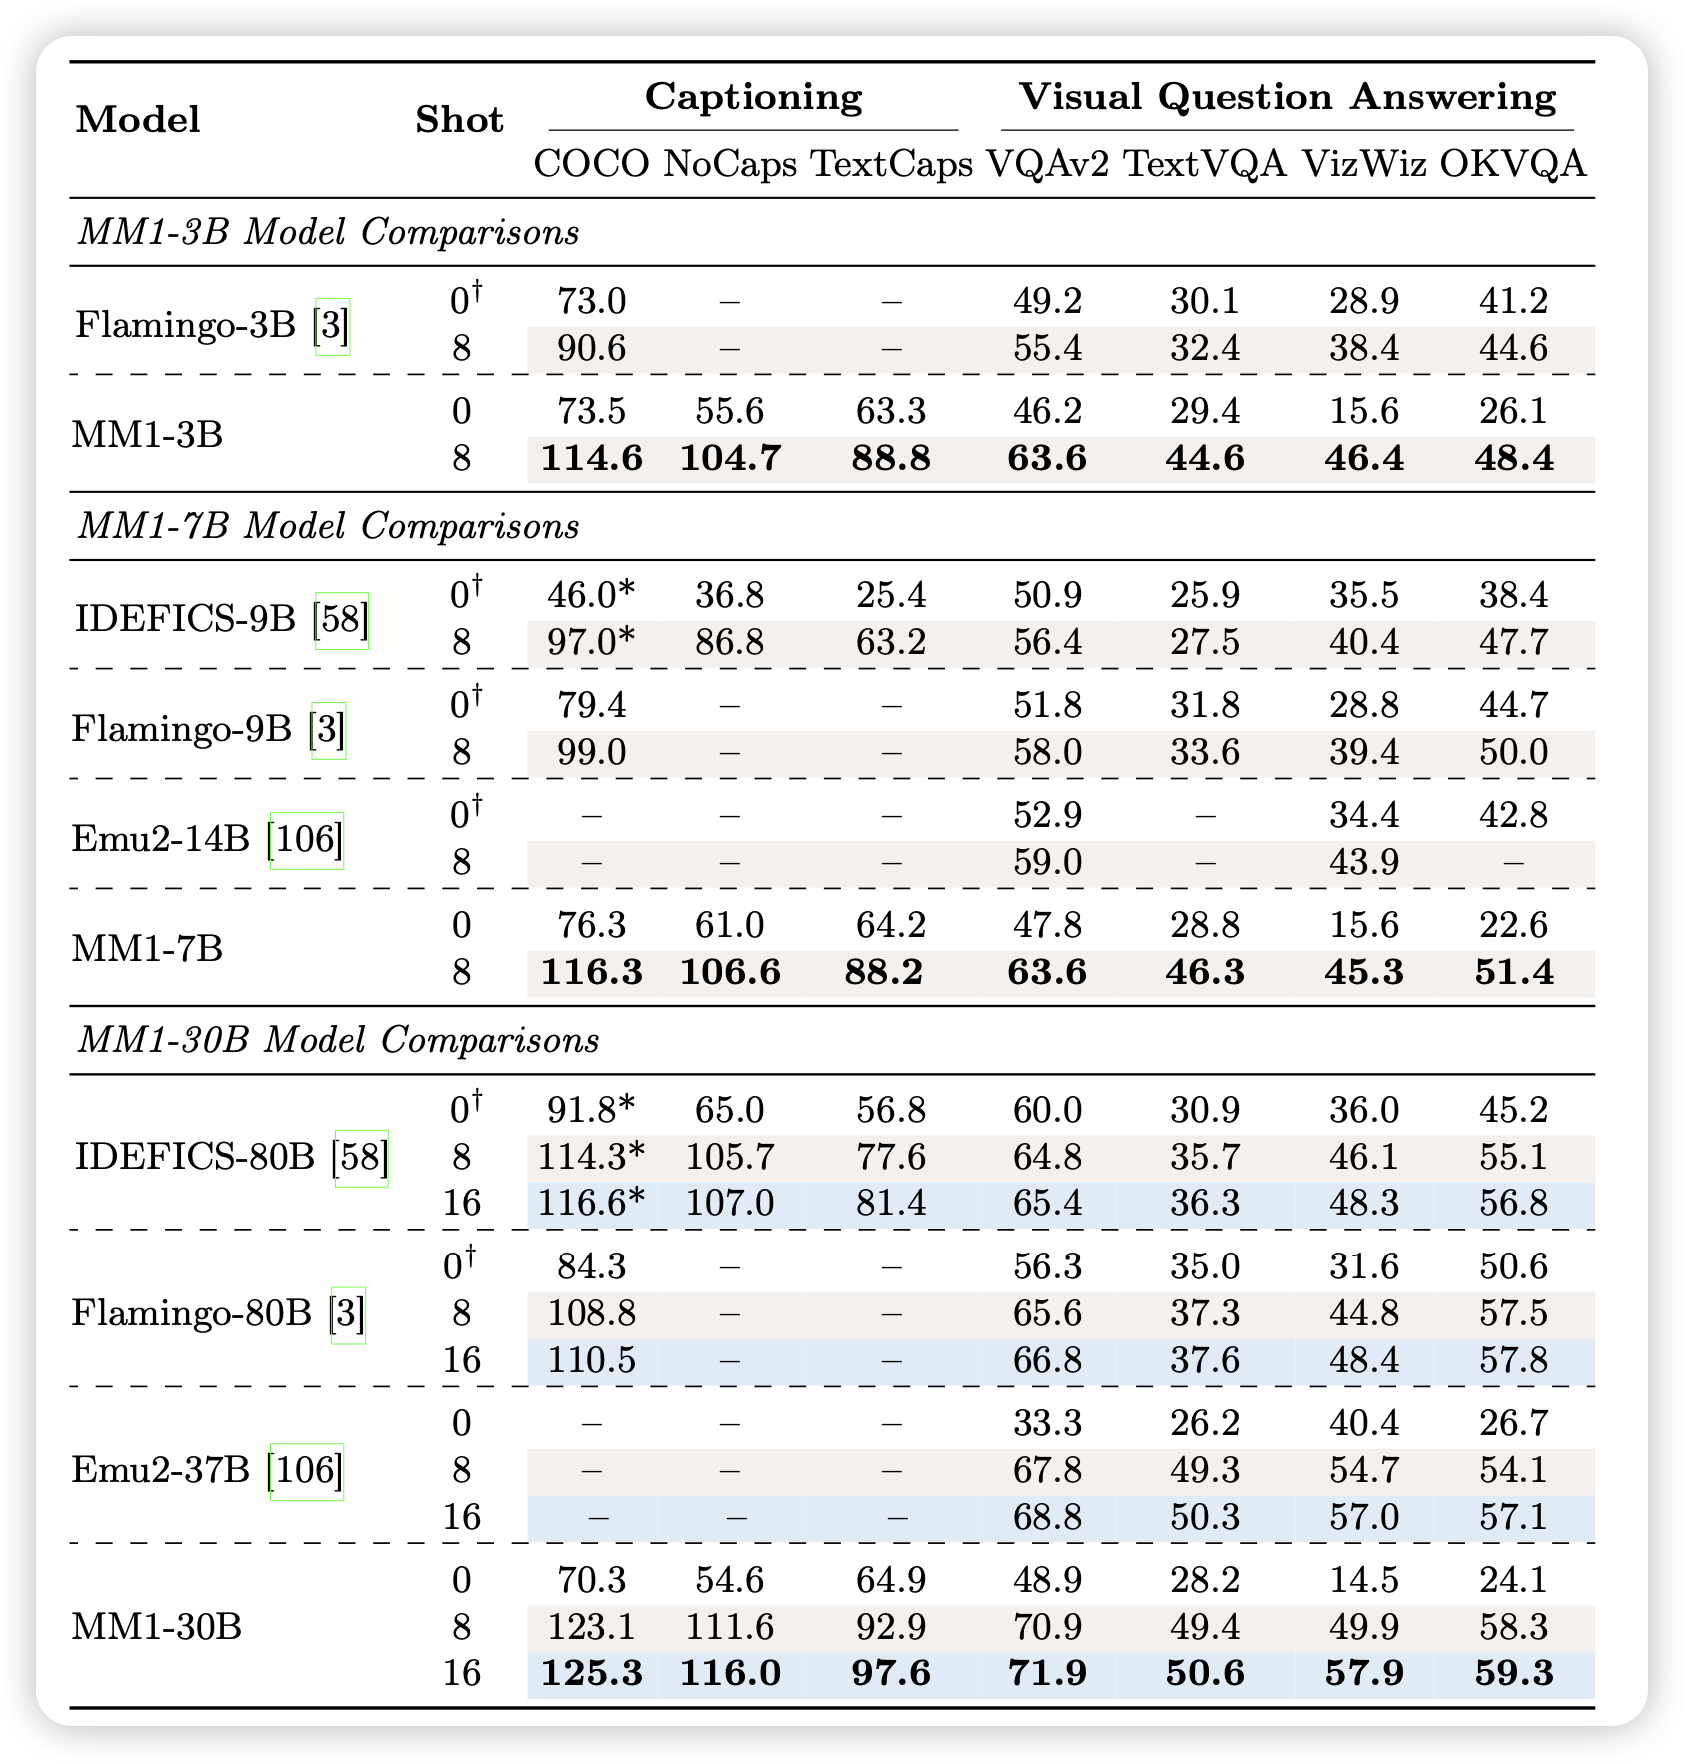 Model Shot Captioning Visual Question Answering
COCO NoCaps TextCaps VQAv2 TextVQA VizWiz OKVQA
MM1-3B Model Comparisons
Flamingo-3B [3] 0† 73.0 – – 49.2 30.1 28.9 41.2
8 90.6 – – 55.4 32.4 38.4 44.6
MM1-3B 0 73.5 55.6 63.3 46.2 29.4 15.6 26.1
8 114.6 104.7 88.8 63.6 44.6 46.4 48.4
MM1-7B Model Comparisons
IDEFICS-9B [58] 0† 46.0* 36.8 25.4 50.9 25.9 35.5 38.4
8 97.0* 86.8 63.2 56.4 27.5 40.4 47.7
Flamingo-9B [3] 0† 79.4 – – 51.8 31.8 28.8 44.7
8 99.0 – – 58.0 33.6 39.4 50.0
Emu2-14B [106] 0† – – – 52.9 – 34.4 42.8
8 – – – 59.0 – 43.9 –
MM1-7B 0 76.3 61.0 64.2 47.8 28.8 15.6 22.6
8 116.3 106.6 88.2 63.6 46.3 45.3 51.4
MM1-30B Model Comparisons
IDEFICS-80B [58] 0† 91.8* 65.0 56.8 60.0 30.9 36.0 45.2
8 114.3* 105.7 77.6 64.8 35.7 46.1 55.1
16 116.6* 107.0 81.4 65.4 36.3 48.3 56.8
Flamingo-80B [3] 0† 84.3 – – 56.3 35.0 31.6 50.6
8 108.8 – – 65.6 37.3 44.8 57.5
16 110.5 – – 66.8 37.6 48.4 57.8
Emu2-37B [106] 0 – – – 33.3 26.2 40.4 26.7
8 – – – 67.8 49.3 54.7 54.1
16 – – – 68.8 50.3 57.0 57.1
MM1-30B 0 70.3 54.6 64.9 48.9 28.2 14.5 24.1
8 123.1 111.6 92.9 70.9 49.4 49.9 58.3
16 125.3 116.0 97.6 71.9 50.6 57.9 59.3